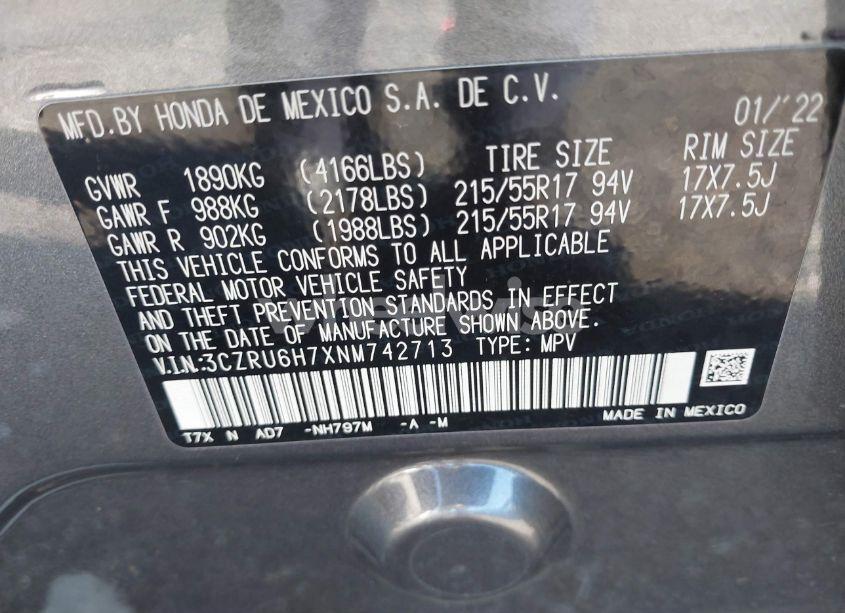 MFD.BY HONDA DE MEXICO S.A. DE C.V.
01/'22
TIRE SIZE RIM SIZE
GVWR 1890KG (4166LBS)
GAWR F 988KG (2178LBS) 215/55R17 94V 17X7.5J
GAWR R 902KG (1988LBS) 215/55R17 94V 17X7.5J
THIS VEHICLE CONFORMS TO ALL APPLICABLE
FEDERAL MOTOR VEHICLE SAFETY
AND THEFT PREVENTION STANDARDS IN EFFECT
ON THE DATE OF MANUFACTURE SHOWN ABOVE.
V.I.N.:3CZRU6H7XNM742713 TYPE: MPV
MADE IN MEXICO
T7X N AD7 -NH797M -A -M